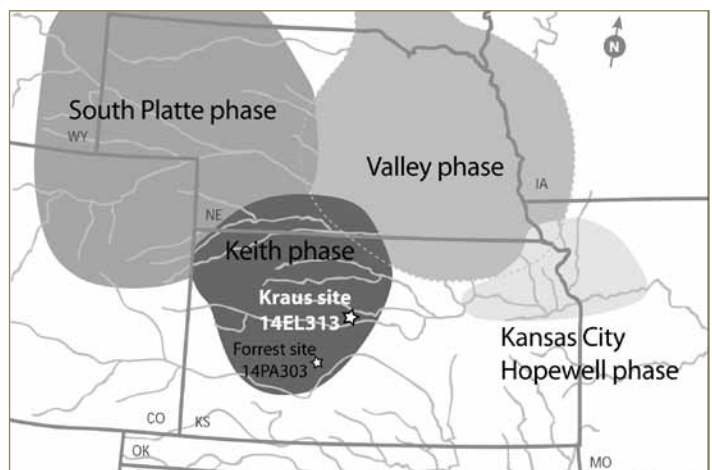 N
South Platte phase
WY
Valley phase
IA
NE
Keith phase
Kraus site
14EL313
Forrest site
14PA303
Kansas City
Hopewell phase
CO
KS
OK
MO